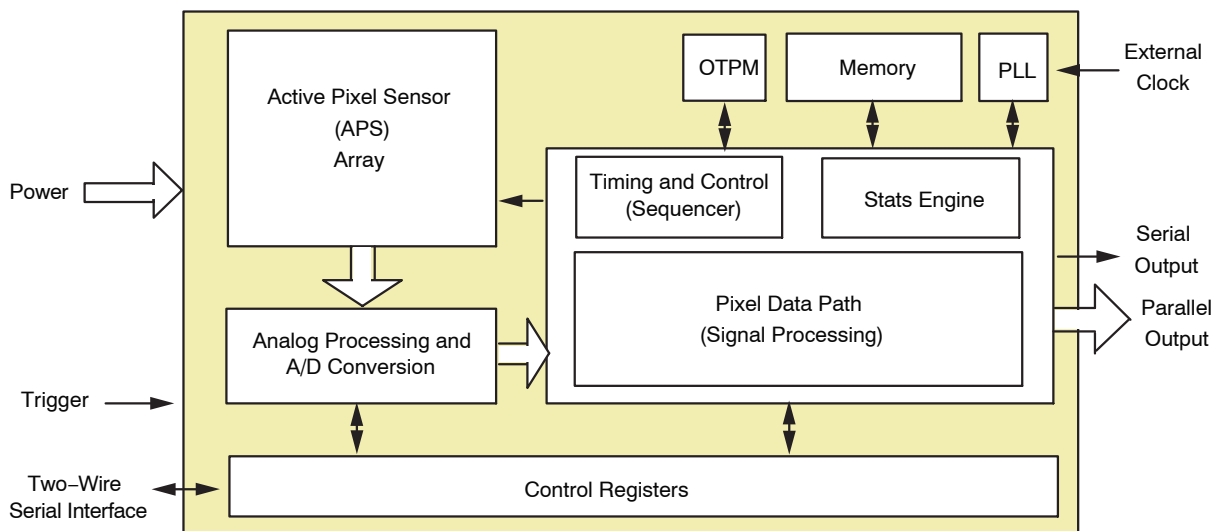 Active Pixel Sensor
(APS)
Array
OTPM
Memory
PLL
External
Clock
Power
Timing and Control
(Sequencer)
Stats Engine
Serial
Output
Pixel Data Path
(Signal Processing)
Parallel
Output
Analog Processing and
A/D Conversion
Trigger
Two−Wire
Serial Interface
Control Registers